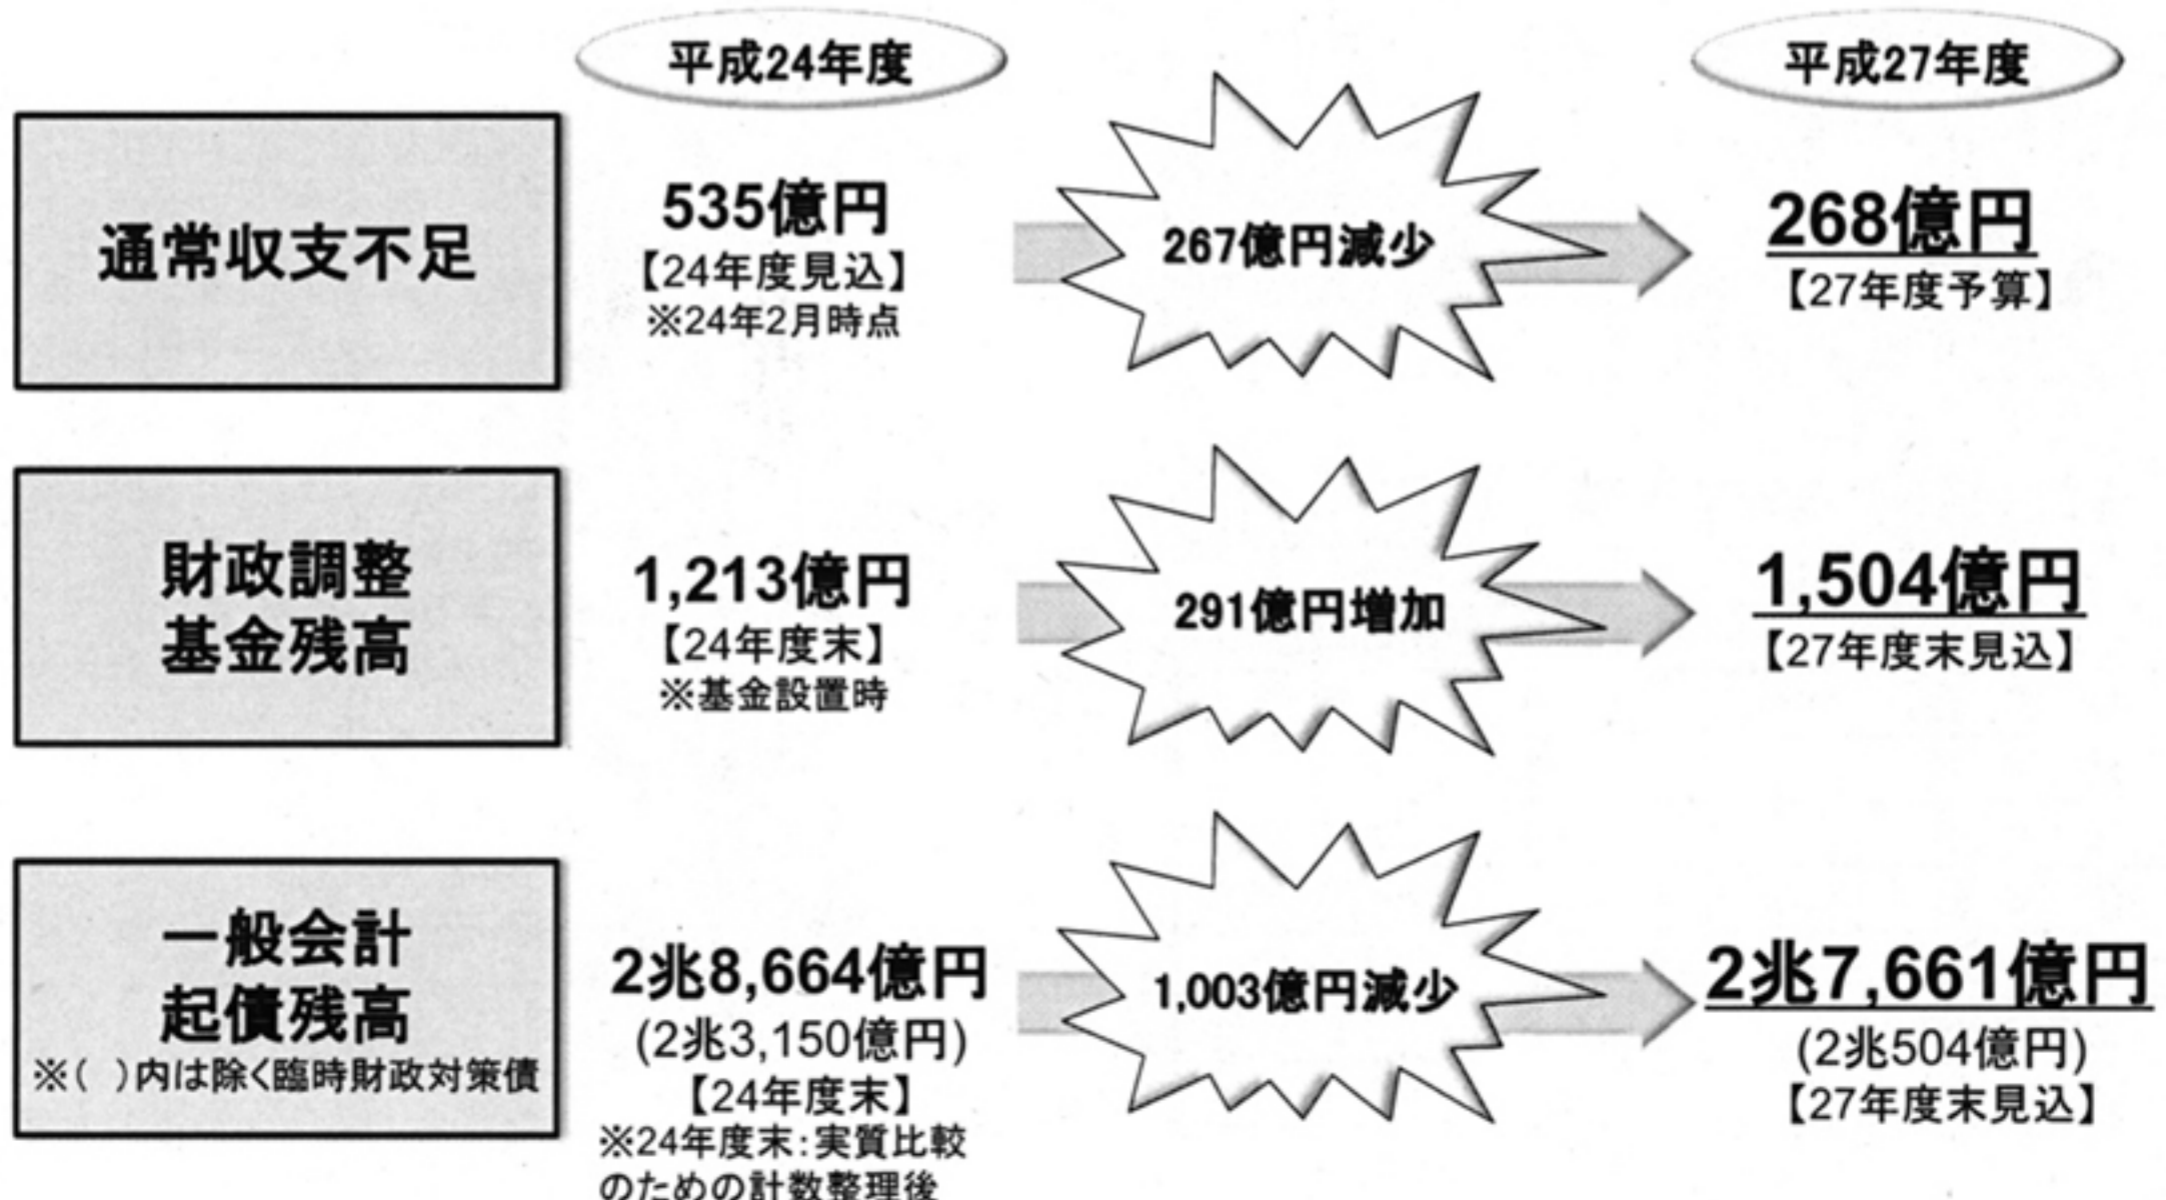 平成24年度
平成27年度
通常収支不足
535億円
【24年度見込】
※24年2月時点
267億円減少
268億円
【27年度予算】
財政調整
基金残高
1,213億円
【24年度末】
※基金設置時
291億円増加
1,504億円
【27年度末見込】
一般会計
起債残高
※( )内は除く臨時財政対策債
2兆8,664億円
(2兆3,150億円)
【24年度末】
※24年度末:実質比較
のための計数整理後
1,003億円減少
2兆7,661億円
(2兆504億円)
【27年度末見込】